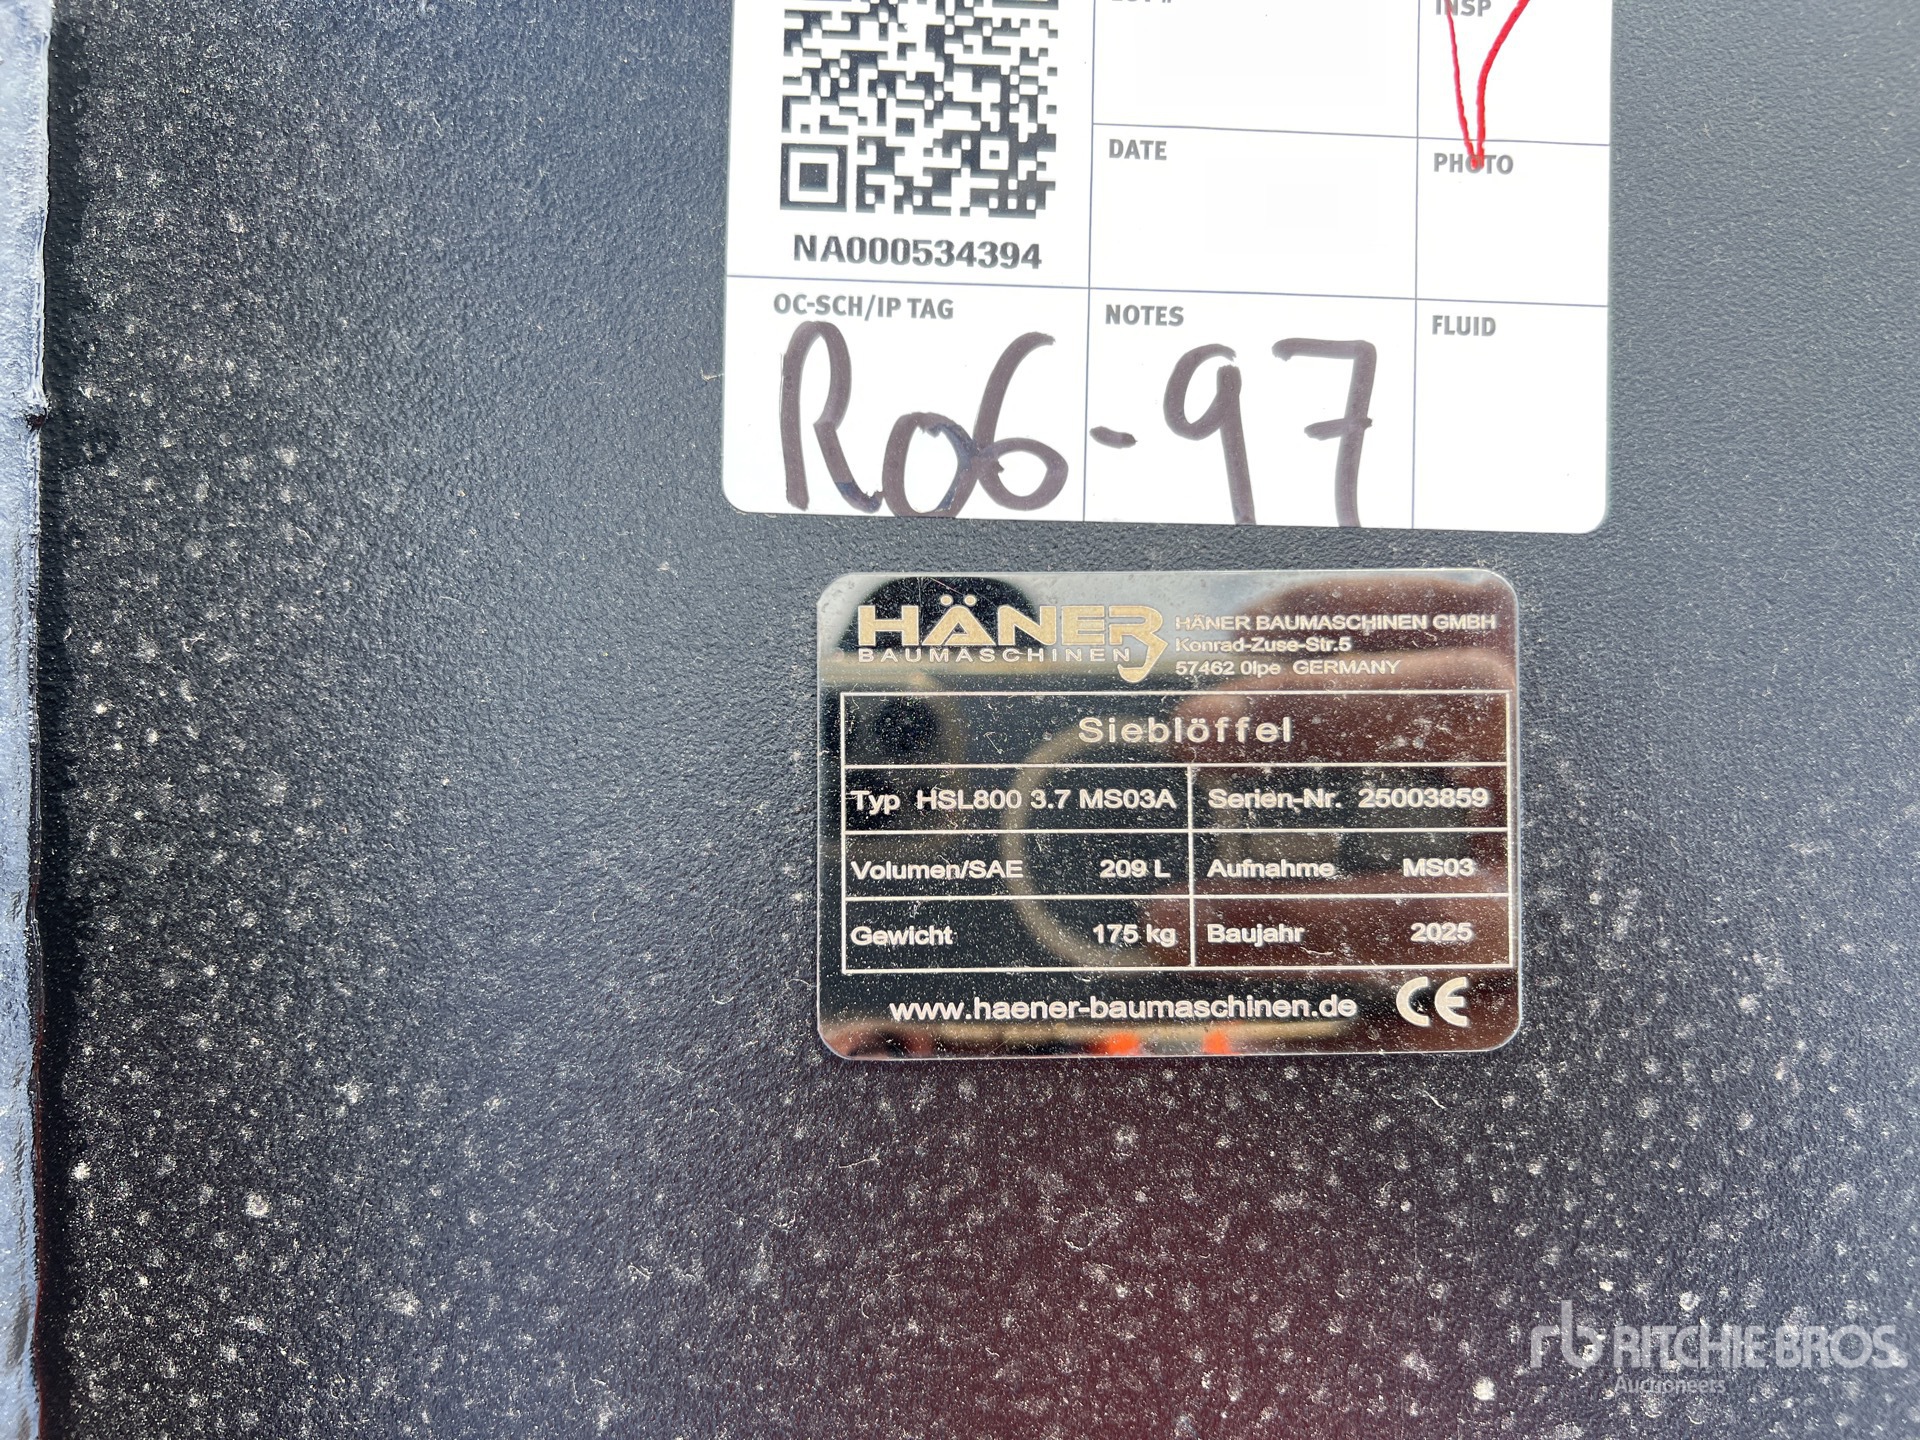 INSP
NA000534394
DATE
PHOTO
OC-SCH/IP TAG
NOTES
FLUID
R06-97
HÄNER
BAUMASCHINEN
HÄNER BAUMASCHINEN GMBH
Konrad-Zuse-Str.5
57462 Olpe GERMANY
Sieblöffel
Typ HSL800 3.7 MS03A
Serien-Nr. 25003859
Volumen/SAE 209 L
Aufnahme MS03
Gewicht 175 kg
Baujahr 2025
www.haener-baumaschinen.de CE
rb RITCHIE BROS.
Auctioneers